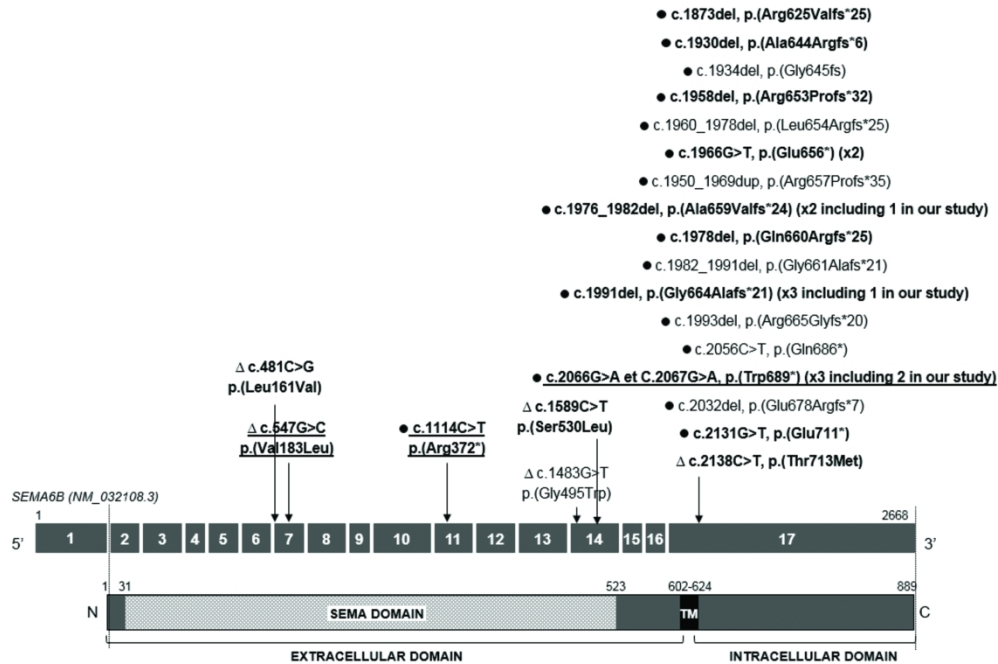 ● c.1873del, p.(Arg625Valfs*25)
● c.1930del, p.(Ala644Argfs*6)
● c.1934del, p.(Gly645fs)
● c.1958del, p.(Arg653Profs*32)
● c.1960_1978del, p.(Leu654Argfs*25)
● c.1966G>T, p.(Glu656*) (x2)
● c.1950_1969dup, p.(Arg657Profs*35)
● c.1976_1982del, p.(Ala659Valfs*24) (x2 including 1 in our study)
● c.1978del, p.(Gln660Argfs*25)
● c.1982_1991del, p.(Gly661Alafs*21)
● c.1991del, p.(Gly664Alafs*21) (x3 including 1 in our study)
● c.1993del, p.(Arg665Glyfs*20)
● c.2056C>T, p.(Gln686*)
● c.2066G>A et C.2067G>A, p.(Trp689*) (x3 including 2 in our study)
● c.2032del, p.(Glu678Argfs*7)
● c.2131G>T, p.(Glu711*)
Δ c.2138C>T, p.(Thr713Met)
Δ c.481C>G
p.(Leu161Val)
Δ c.547G>C
p.(Val183Leu)
● c.1114C>T
p.(Arg372*)
Δ c.1589C>T
p.(Ser530Leu)
Δ c.1483G>T
p.(Gly495Trp)
SEMA6B (NM_032108.3)
1 2668
5' 1 2 3 4 5 6 7 8 9 10 11 12 13 14 15 16 17 3'
1 31 523 602-624 889
N SEMA DOMAIN TM C
EXTRACELLULAR DOMAIN INTRACELLULAR DOMAIN